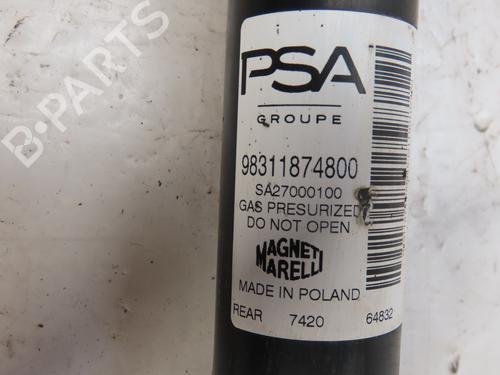 PSA
GROUPE
98311874800
SA27000100
GAS PRESURIZED
DO NOT OPEN
MAGNETI
MARELLI
MADE IN POLAND
REAR 7420 64832
B-PARTS